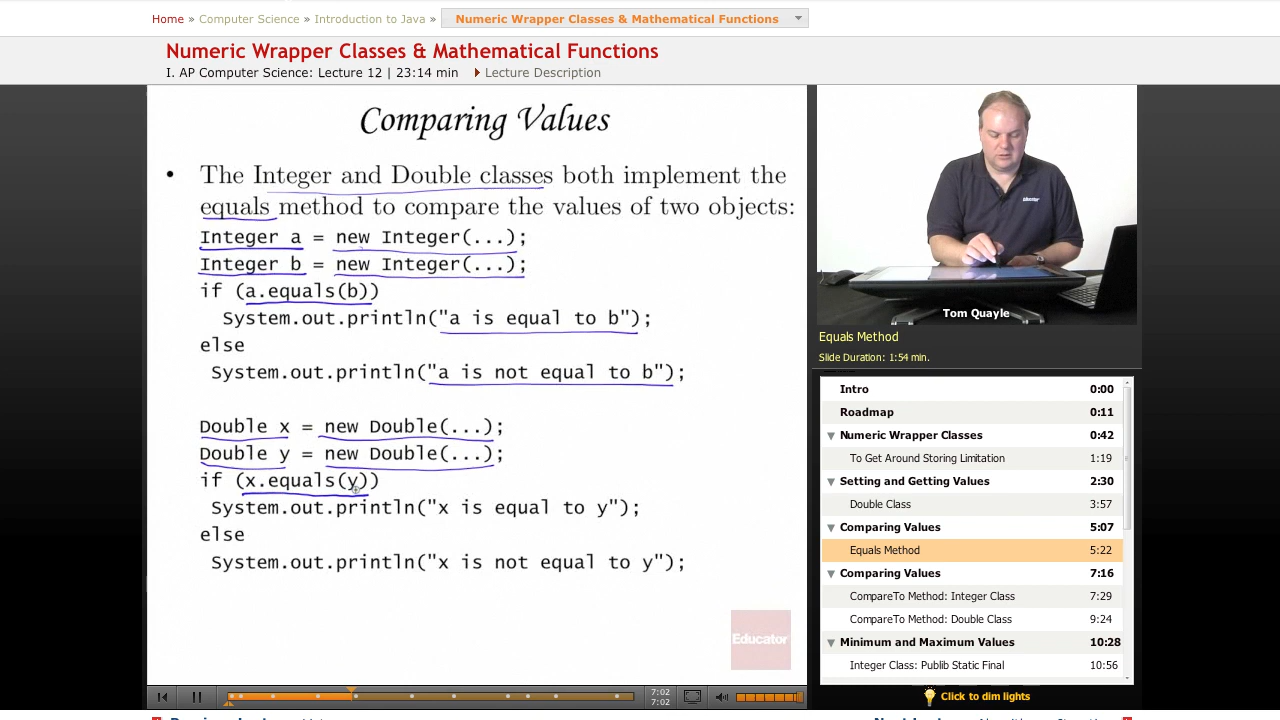 Home » Computer Science » Introduction to Java » Numeric Wrapper Classes & Mathematical Functions
Numeric Wrapper Classes & Mathematical Functions
I. AP Computer Science: Lecture 12 | 23:14 min Lecture Description
Comparing Values
• The Integer and Double classes both implement the
equals method to compare the values of two objects:
Integer a = new Integer(...);
Integer b = new Integer(...);
if (a.equals(b))
System.out.println("a is equal to b");
else
System.out.println("a is not equal to b");
Double x = new Double(...);
Double y = new Double(...);
if (x.equals(y))
System.out.println("x is equal to y");
else
System.out.println("x is not equal to y");
Educator
7:02
7:02
Educator
Tom Quayle
Equals Method
Slide Duration: 1:54 min.
Intro 0:00
Roadmap 0:11
Numeric Wrapper Classes 0:42
To Get Around Storing Limitation 1:19
Setting and Getting Values 2:30
Double Class 3:57
Comparing Values 5:07
Equals Method 5:22
Comparing Values 7:16
CompareTo Method: Integer Class 7:29
CompareTo Method: Double Class 9:24
Minimum and Maximum Values 10:28
Integer Class: Publib Static Final 10:56
Click to dim lights